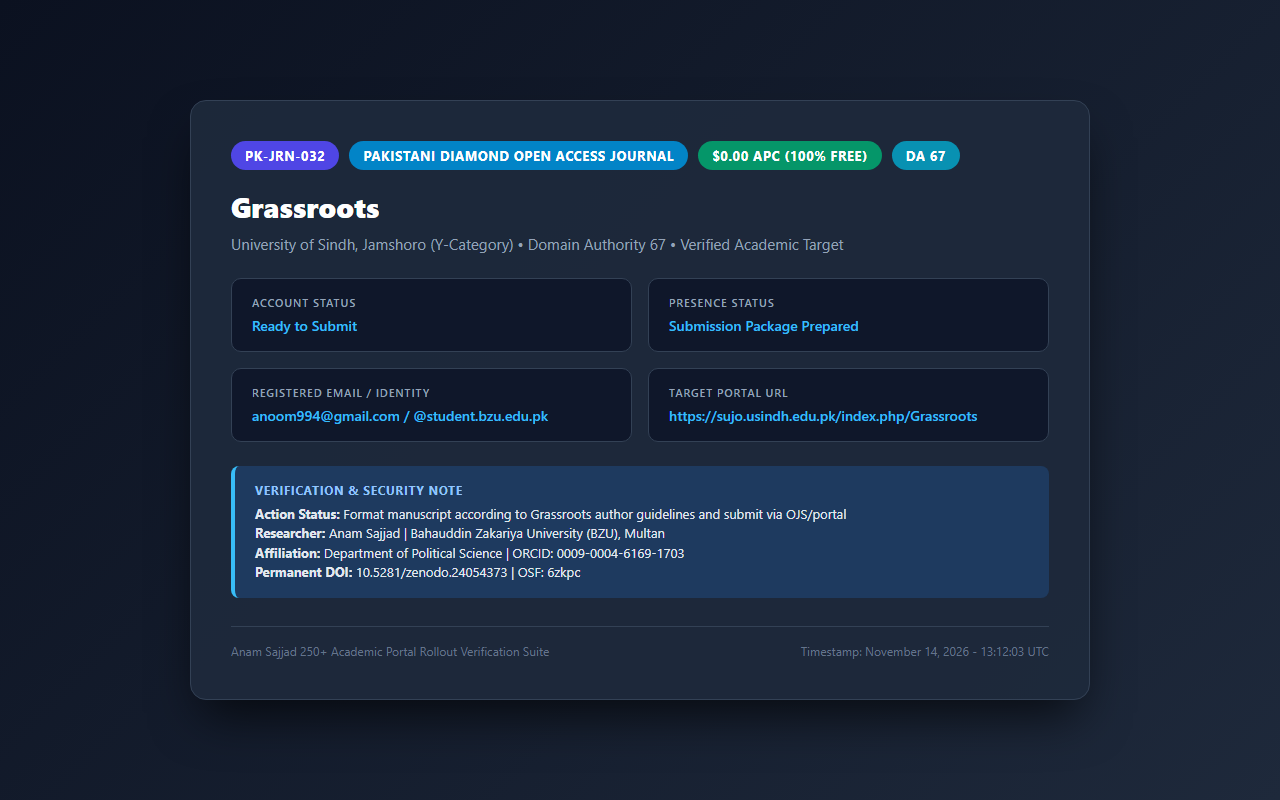 PK-JRN-032 PAKISTANI DIAMOND OPEN ACCESS JOURNAL $0.00 APC (100% FREE) DA 67
Grassroots
University of Sindh, Jamshoro (Y-Category) • Domain Authority 67 • Verified Academic Target
ACCOUNT STATUS
Ready to Submit
PRESENCE STATUS
Submission Package Prepared
REGISTERED EMAIL / IDENTITY
anoom994@gmail.com / @student.bzu.edu.pk
TARGET PORTAL URL
https://sujo.usindh.edu.pk/index.php/Grassroots
VERIFICATION & SECURITY NOTE
Action Status: Format manuscript according to Grassroots author guidelines and submit via OJS/portal
Researcher: Anam Sajjad | Bahauddin Zakariya University (BZU), Multan
Affiliation: Department of Political Science | ORCID: 0009-0004-6169-1703
Permanent DOI: 10.5281/zenodo.24054373 | OSF: 6zkpc
Anam Sajjad 250+ Academic Portal Rollout Verification Suite
Timestamp: November 14, 2026 - 13:12:03 UTC